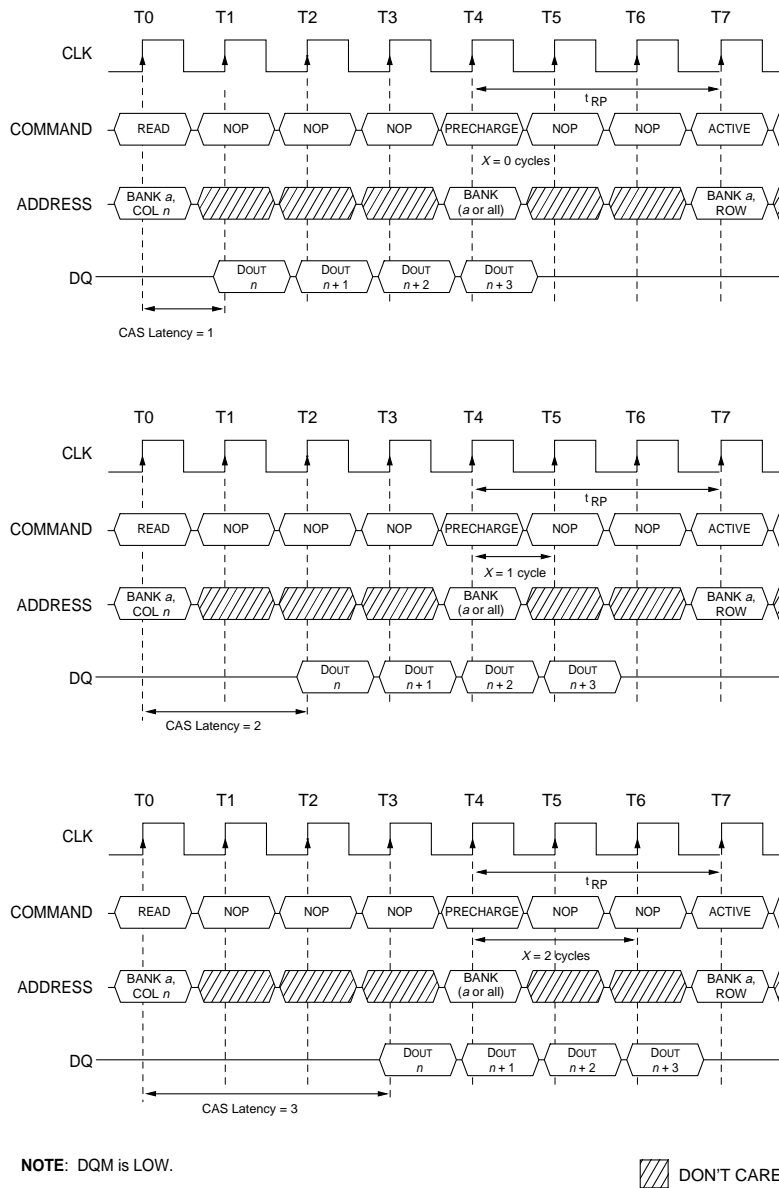 T0 T1 T2 T3 T4 T5 T6 T7
CLK
t RP
COMMAND READ NOP NOP NOP PRECHARGE NOP NOP ACTIVE
X = 0 cycles
ADDRESS BANK a, COL n BANK (a or all) BANK a, ROW
DQ DOUT n DOUT n + 1 DOUT n + 2 DOUT n + 3
CAS Latency = 1
T0 T1 T2 T3 T4 T5 T6 T7
CLK
t RP
COMMAND READ NOP NOP NOP PRECHARGE NOP NOP ACTIVE
X = 1 cycle
ADDRESS BANK a, COL n BANK (a or all) BANK a, ROW
DQ DOUT n DOUT n + 1 DOUT n + 2 DOUT n + 3
CAS Latency = 2
T0 T1 T2 T3 T4 T5 T6 T7
CLK
t RP
COMMAND READ NOP NOP NOP PRECHARGE NOP NOP ACTIVE
X = 2 cycles
ADDRESS BANK a, COL n BANK (a or all) BANK a, ROW
DQ DOUT n DOUT n + 1 DOUT n + 2 DOUT n + 3
CAS Latency = 3
NOTE: DQM is LOW.
DON'T CARE